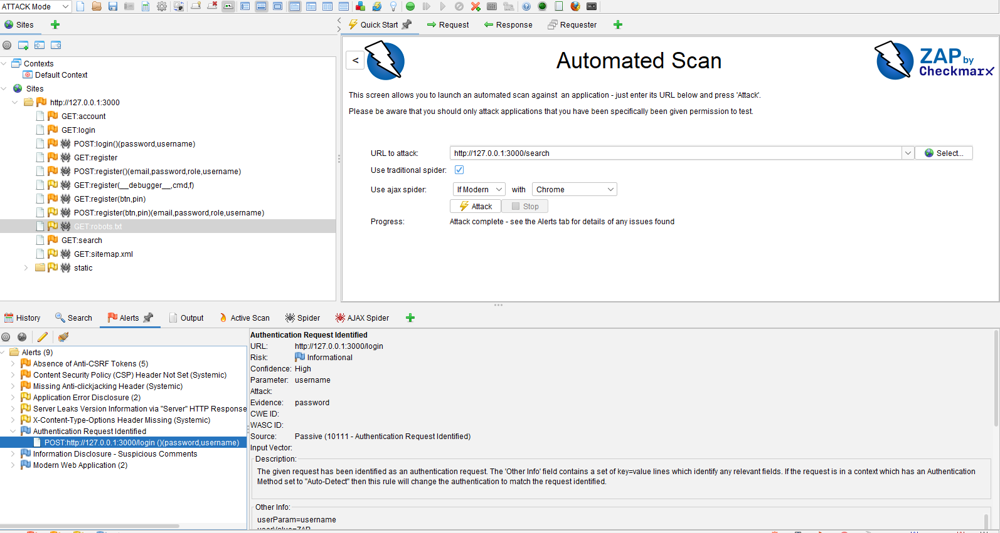 ATTACK Mode
Sites
Quick Start
Request
Response
Requester
Contexts
Default Context
Sites
http://127.0.0.1:3000
GET:account
GET:login
POST:login()(password,username)
GET:register
POST:register()(email,password,role,username)
GET:register(__debugger__,cmd,f)
GET:register(btn,pin)
POST:register(btn,pin)(email,password,role,username)
GET:robots.txt
GET:search
GET:sitemap.xml
static
<
Automated Scan
ZAP by
Checkmarx
This screen allows you to launch an automated scan against  an application - just enter its URL below and press 'Attack'.
Please be aware that you should only attack applications that you have been specifically been given permission to test.
URL to attack: http://127.0.0.1:3000/search Select...
Use traditional spider:
Use ajax spider: If Modern with Chrome
Attack Stop
Progress: Attack complete - see the Alerts tab for details of any issues found
History
Search
Alerts
Output
Active Scan
Spider
AJAX Spider
Alerts (9)
Absence of Anti-CSRF Tokens (5)
Content Security Policy (CSP) Header Not Set (Systemic)
Missing Anti-clickjacking Header (Systemic)
Application Error Disclosure (2)
Server Leaks Version Information via "Server" HTTP Response
X-Content-Type-Options Header Missing (Systemic)
Authentication Request Identified
POST:http://127.0.0.1:3000/login ()(password,username)
Information Disclosure - Suspicious Comments
Modern Web Application (2)
Authentication Request Identified
URL: http://127.0.0.1:3000/login
Risk: Informational
Confidence: High
Parameter: username
Attack:
Evidence: password
CWE ID:
WASC ID:
Source: Passive (10111 - Authentication Request Identified)
Input Vector:
Description:
The given request has been identified as an authentication request. The 'Other Info' field contains a set of key=value lines which identify any relevant fields. If the request is in a context which has an Authentication
Method set to "Auto-Detect" then this rule will change the authentication to match the request identified.
Other Info:
userParam=username
userValue=ZAP